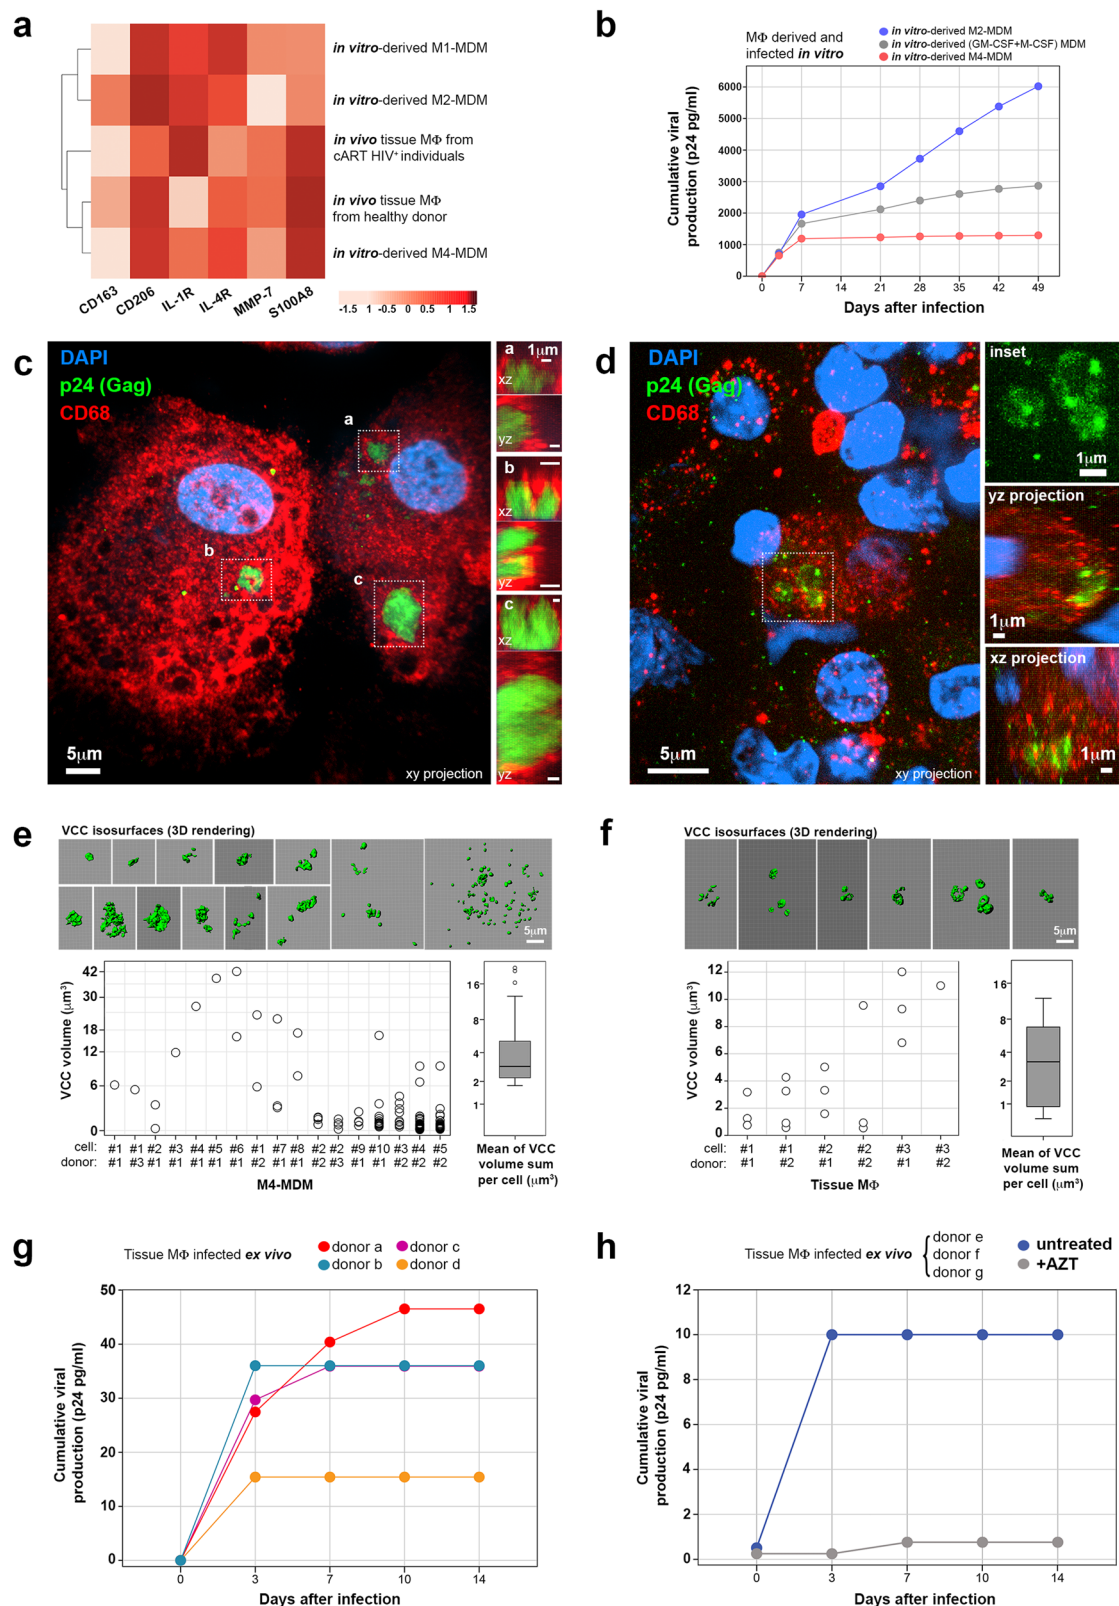 a
in vitro-derived M1-MDM
in vitro-derived M2-MDM
in vivo tissue MΦ from
cART HIV⁺ individuals
in vivo tissue MΦ
from healthy donor
in vitro-derived M4-MDM
CD163 CD206 IL-1R IL-4R MMP-7 S100A8
-1.5 -1 -0.5 0 0.5 1 1.5
b
MΦ derived and
infected in vitro
in vitro-derived M2-MDM
in vitro-derived (GM-CSF+M-CSF) MDM
in vitro-derived M4-MDM
Cumulative viral
production (p24 pg/ml)
6000
5000
4000
3000
2000
1000
0
0 7 14 21 28 35 42 49
Days after infection
c
DAPI
p24 (Gag)
CD68
a
b
c
5μm
xy projection
a
1μm
xz
yz
b
xz
yz
c
xz
yz
d
DAPI
p24 (Gag)
CD68
5μm
xy projection
inset
1μm
yz projection
1μm
xz projection
1μm
e
VCC isosurfaces (3D rendering)
5μm
VCC volume (μm³)
42
30
18
12
6
0
cell: #1 #1 #2 #3 #4 #5 #6 #1 #7 #8 #2 #2 #9 #10 #3 #4 #5
donor: #1 #3 #1 #1 #1 #1 #1 #2 #1 #1 #2 #3 #1 #1 #2 #2 #2
M4-MDM
16
8
4
2
1
Mean of VCC
volume sum
per cell (μm³)
f
VCC isosurfaces (3D rendering)
5μm
VCC volume (μm³)
12
10
8
6
4
2
0
cell: #1 #1 #2 #2 #3 #3
donor: #1 #2 #1 #2 #1 #2
Tissue MΦ
16
8
4
2
1
Mean of VCC
volume sum
per cell (μm³)
g
Tissue MΦ infected ex vivo
donor a
donor b
donor c
donor d
Cumulative viral
production (p24 pg/ml)
50
40
30
20
10
0
0 3 7 10 14
Days after infection
h
Tissue MΦ infected ex vivo
donor e
donor f
donor g
untreated
+AZT
Cumulative viral
production (p24 pg/ml)
12
10
8
6
4
2
0
0 3 7 10 14
Days after infection